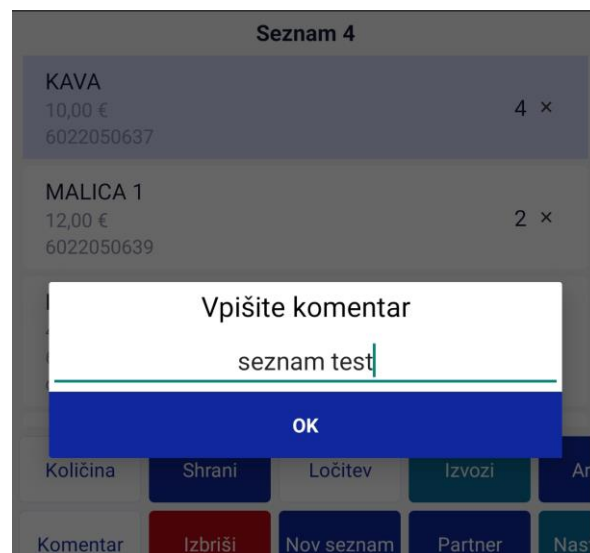 Seznam 4
KAVA
10,00 €
4 ×
6022050637
MALICA 1
12,00 €
2 ×
6022050639
Vpišite komentar
seznam test
OK
Količina Shrani Ločitev Izvozi
Komentar Izbriši Nov seznam Partner